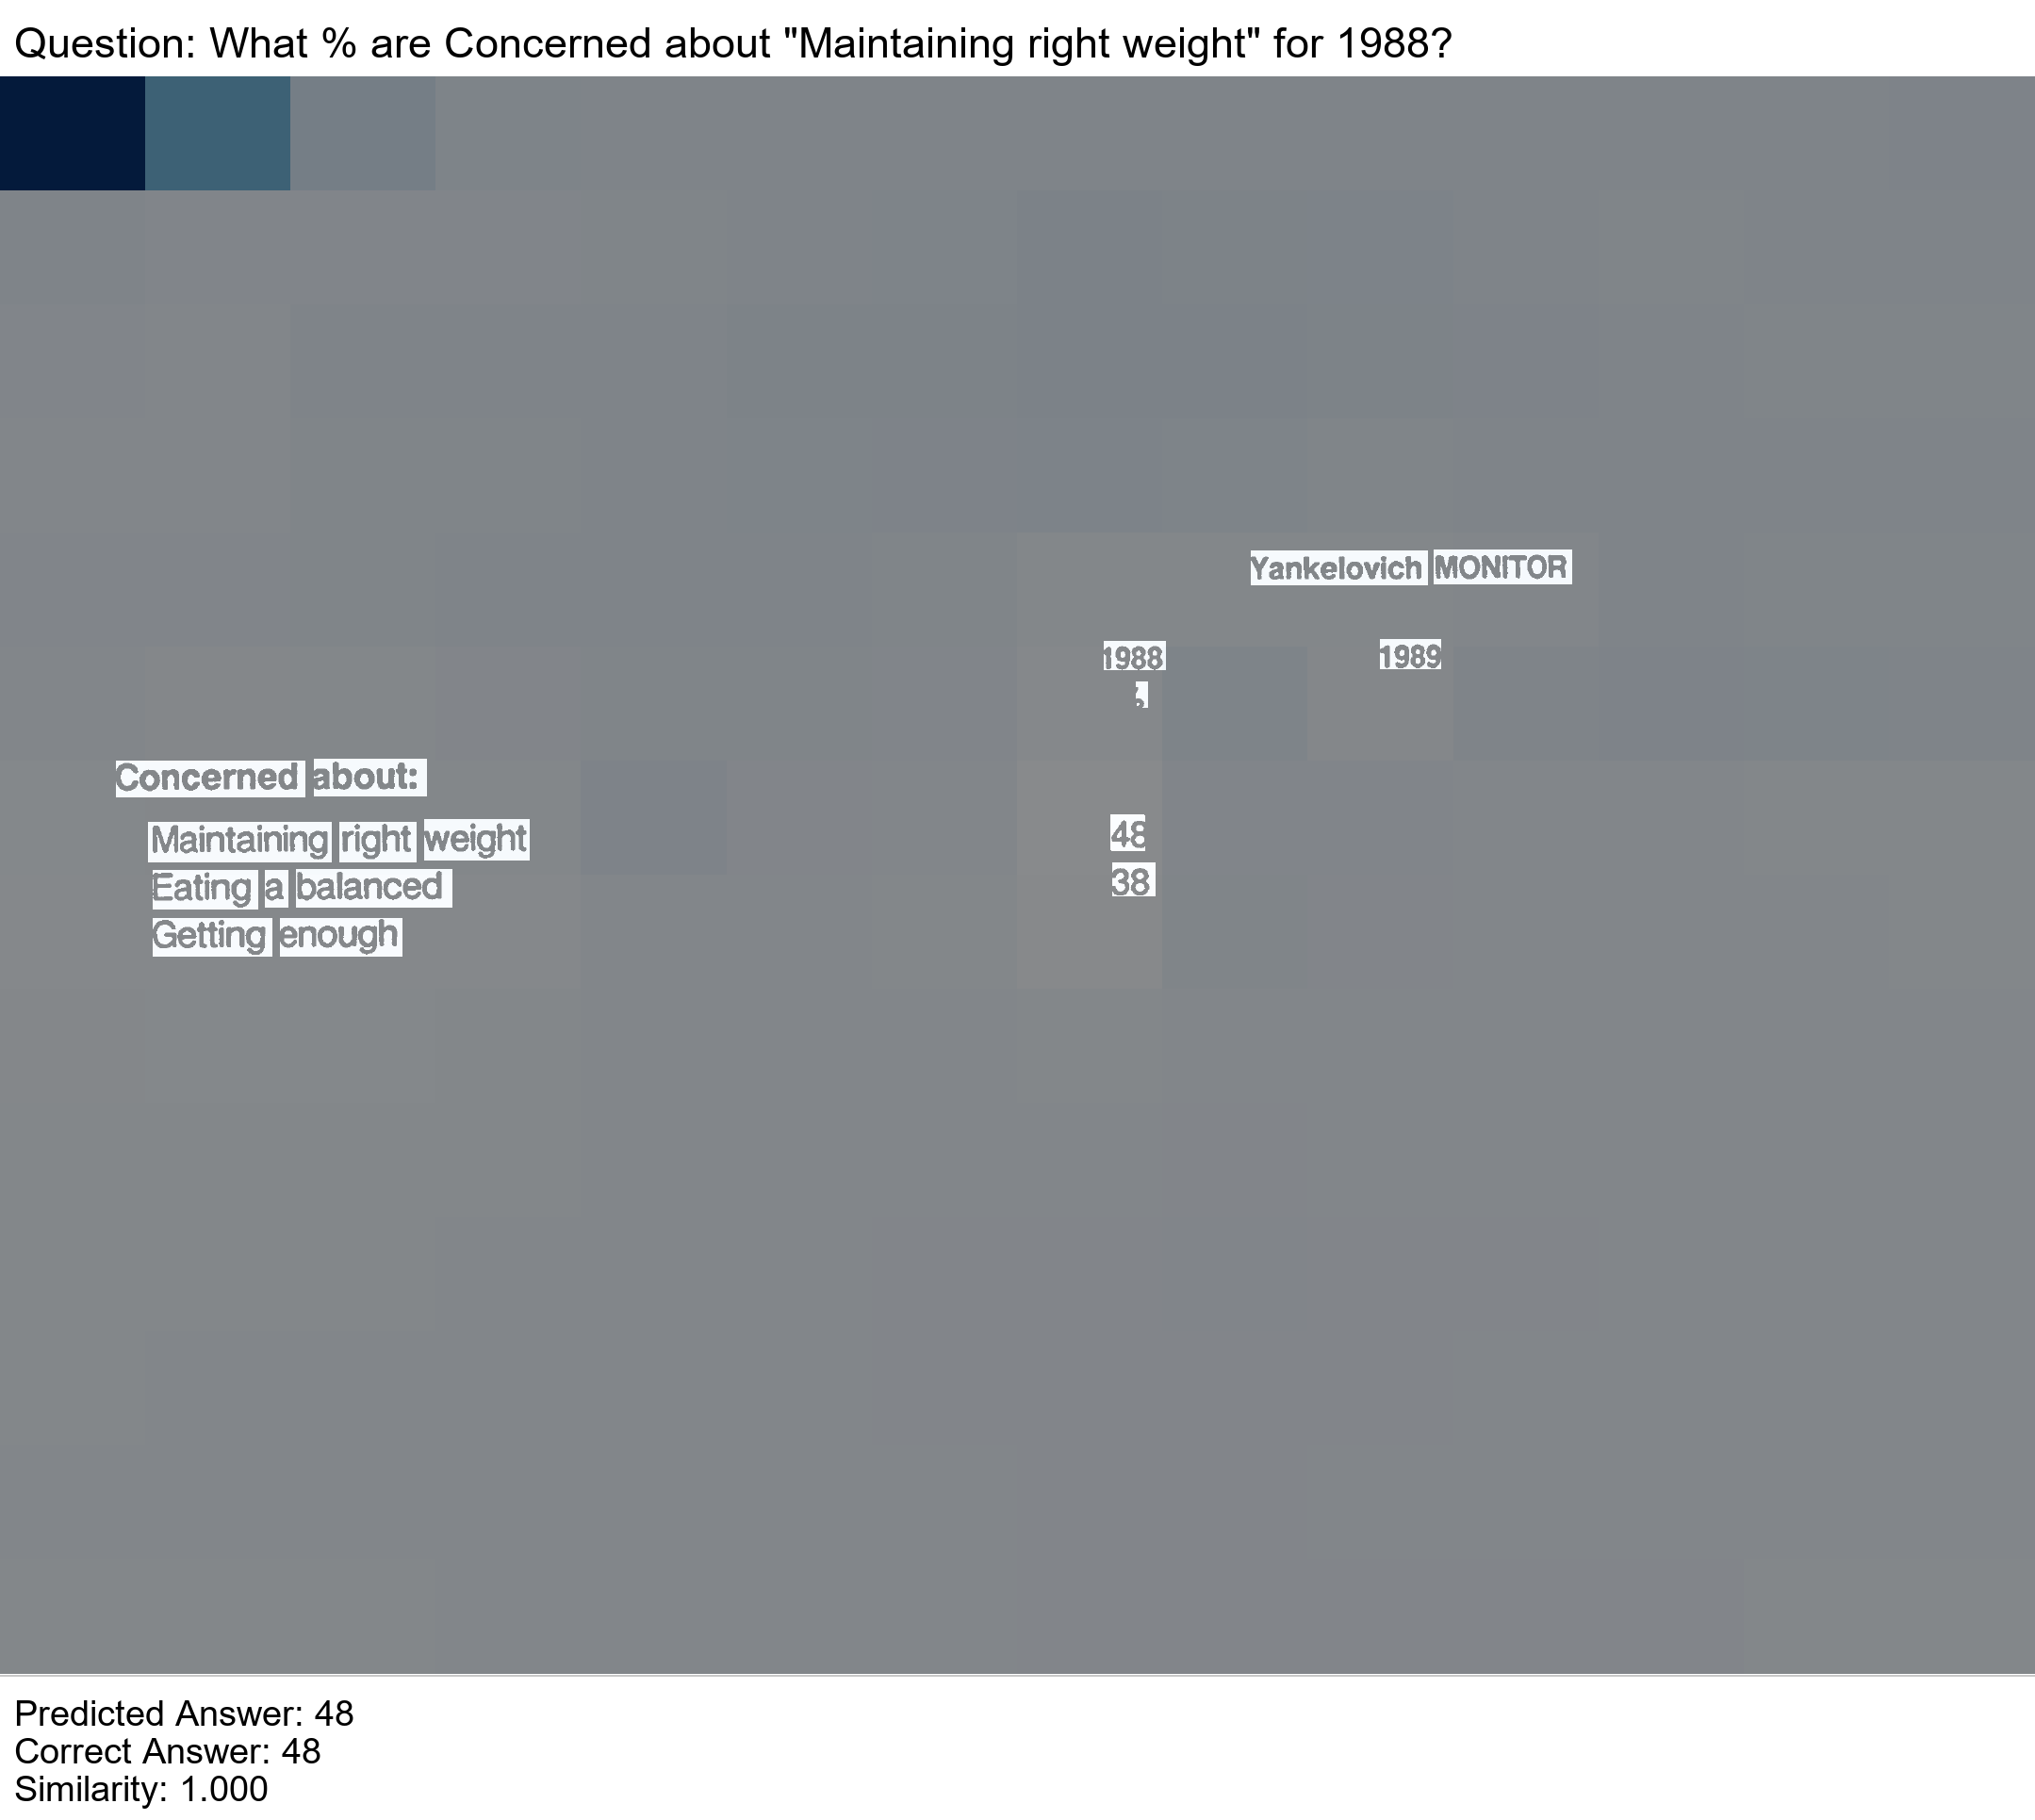 Question: What % are Concerned about "Maintaining right weight" for 1988?
Yankelovich MONITOR
1988 1989
Concerned about:
Maintaining right weight 48
Eating a balanced 38
Getting enough
Predicted Answer: 48
Correct Answer: 48
Similarity: 1.000